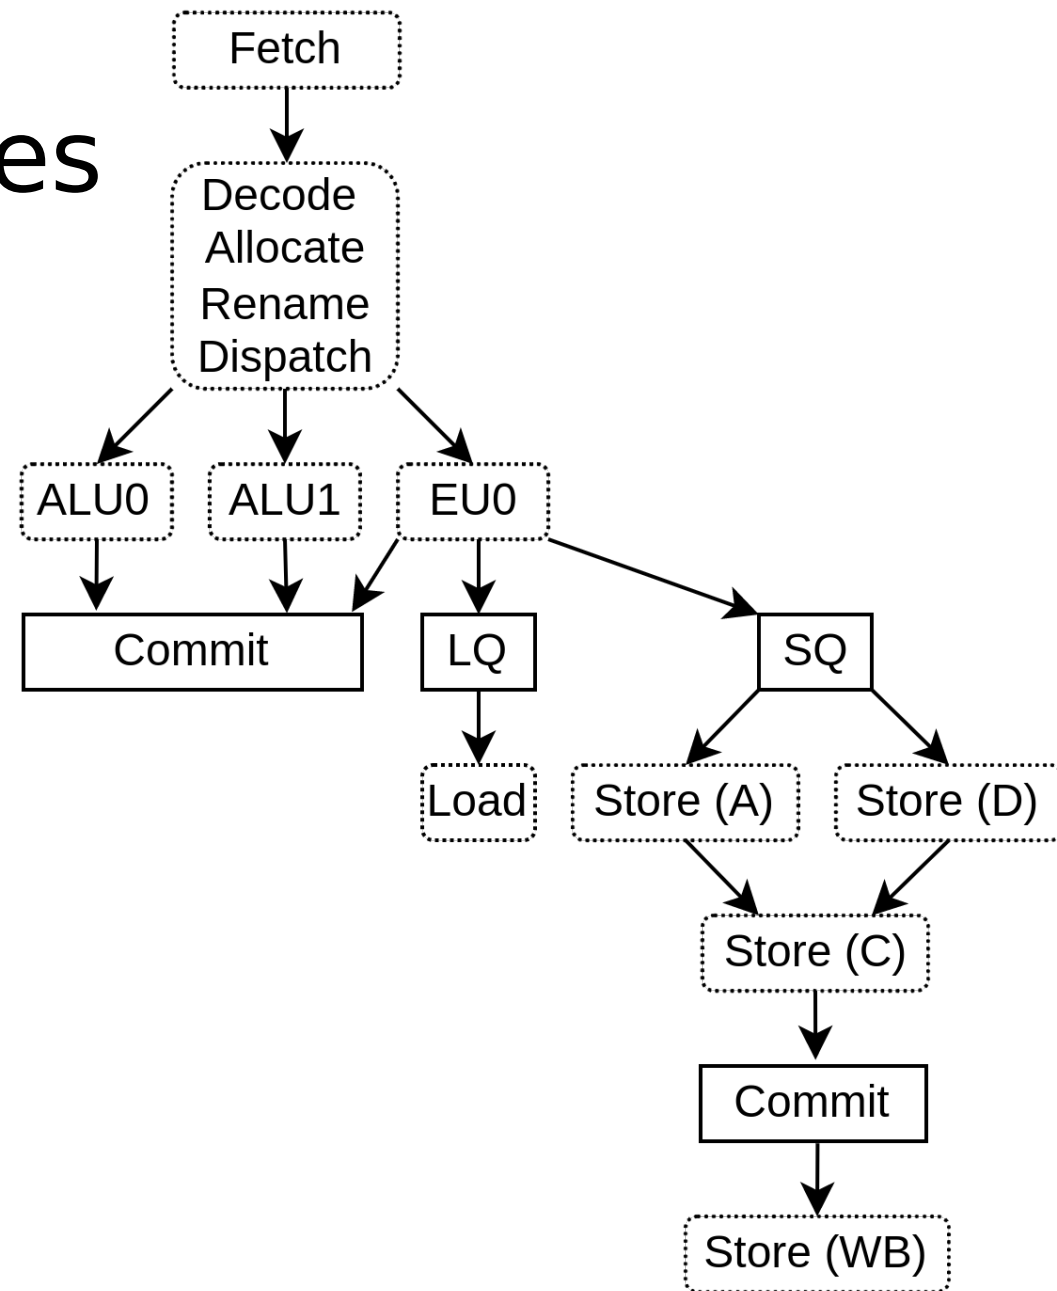 Fetch
es
Decode
Allocate
Rename
Dispatch
ALU0 ALU1 EU0
Commit LQ SQ
Load Store (A) Store (D)
Store (C)
Commit
Store (WB)